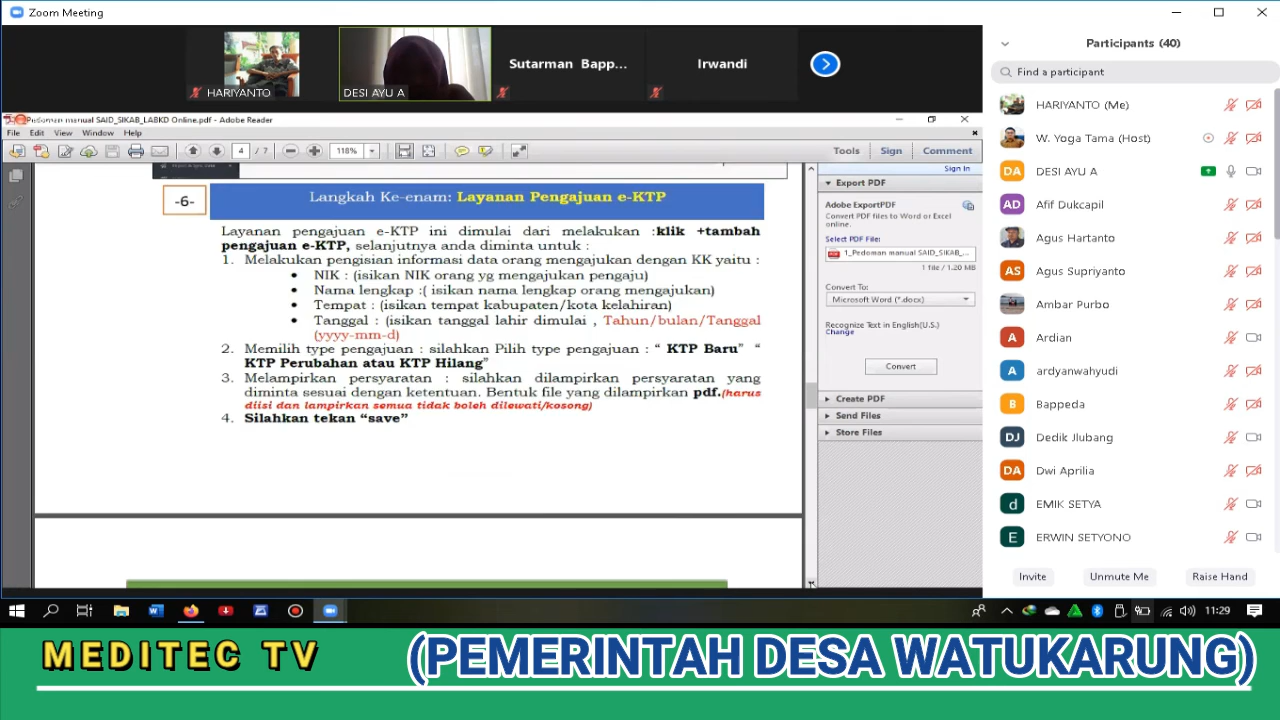 Zoom Meeting
HARIYANTO
DESI AYU A
Sutarman Bapp...
Irwandi
Participants (40)
Find a participant
HARIYANTO (Me)
W. Yoga Tama (Host)
DA DESI AYU A
AD Afif Dukcapil
Agus Hartanto
AS Agus Supriyanto
Ambar Purbo
A Ardian
A ardyanwahyudi
B Bappeda
DJ Dedik Jlubang
DA Dwi Aprilia
d EMIK SETYA
E ERWIN SETYONO
Invite
Unmute Me
Raise Hand
Pedoman manual SAID_SIKAB_LABKD Online.pdf - Adobe Reader
File Edit View Window Help
4 / 7
118%
Tools Sign Comment
-6-
Langkah Ke-enam: Layanan Pengajuan e-KTP
Layanan pengajuan e-KTP ini dimulai dari melakukan :klik +tambah
pengajuan e-KTP, selanjutnya anda diminta untuk :
1. Melakukan pengisian informasi data orang mengajukan dengan KK yaitu :
• NIK : (isikan NIK orang yg mengajukan pengaju)
• Nama lengkap :( isikan nama lengkap orang mengajukan)
• Tempat : (isikan tempat kabupaten/kota kelahiran)
• Tanggal : (isikan tanggal lahir dimulai , Tahun/bulan/Tanggal
(yyyy-mm-d)
2. Memilih type pengajuan : silahkan Pilih type pengajuan : “ KTP Baru” “
KTP Perubahan atau KTP Hilang”
3. Melampirkan persyaratan : silahkan dilampirkan persyaratan yang
diminta sesuai dengan ketentuan. Bentuk file yang dilampirkan pdf.(harus
diisi dan lampirkan semua tidak boleh dilewati/kosong)
4. Silahkan tekan “save”
Sign In
Export PDF
Adobe ExportPDF
Convert PDF files to Word or Excel
online.
Select PDF File:
1_Pedoman manual SAID_SIKAB_...
1 file / 1.20 MB
Convert To:
Microsoft Word (*.docx)
Recognize Text in English(U.S.)
Change
Convert
Create PDF
Send Files
Store Files
11:29
MEDITEC TV
(PEMERINTAH DESA WATUKARUNG)